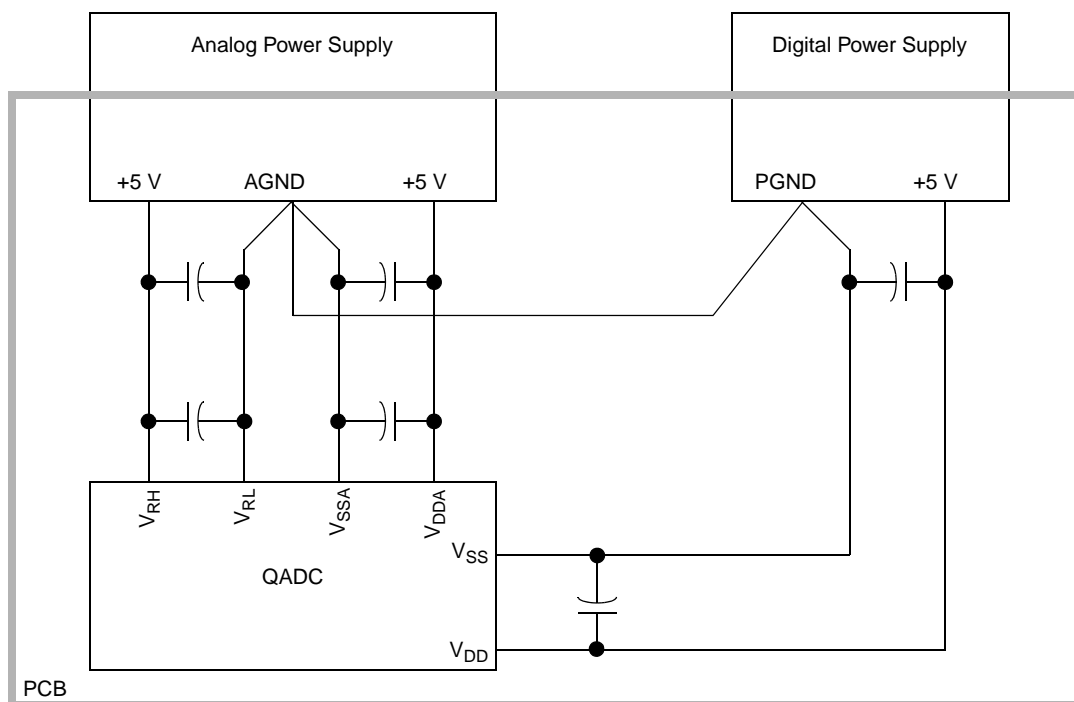 Analog Power Supply
Digital Power Supply
+5 V
AGND
+5 V
PGND
+5 V
VRH
VRL
VSSA
VDDA
VSS
QADC
VDD
PCB